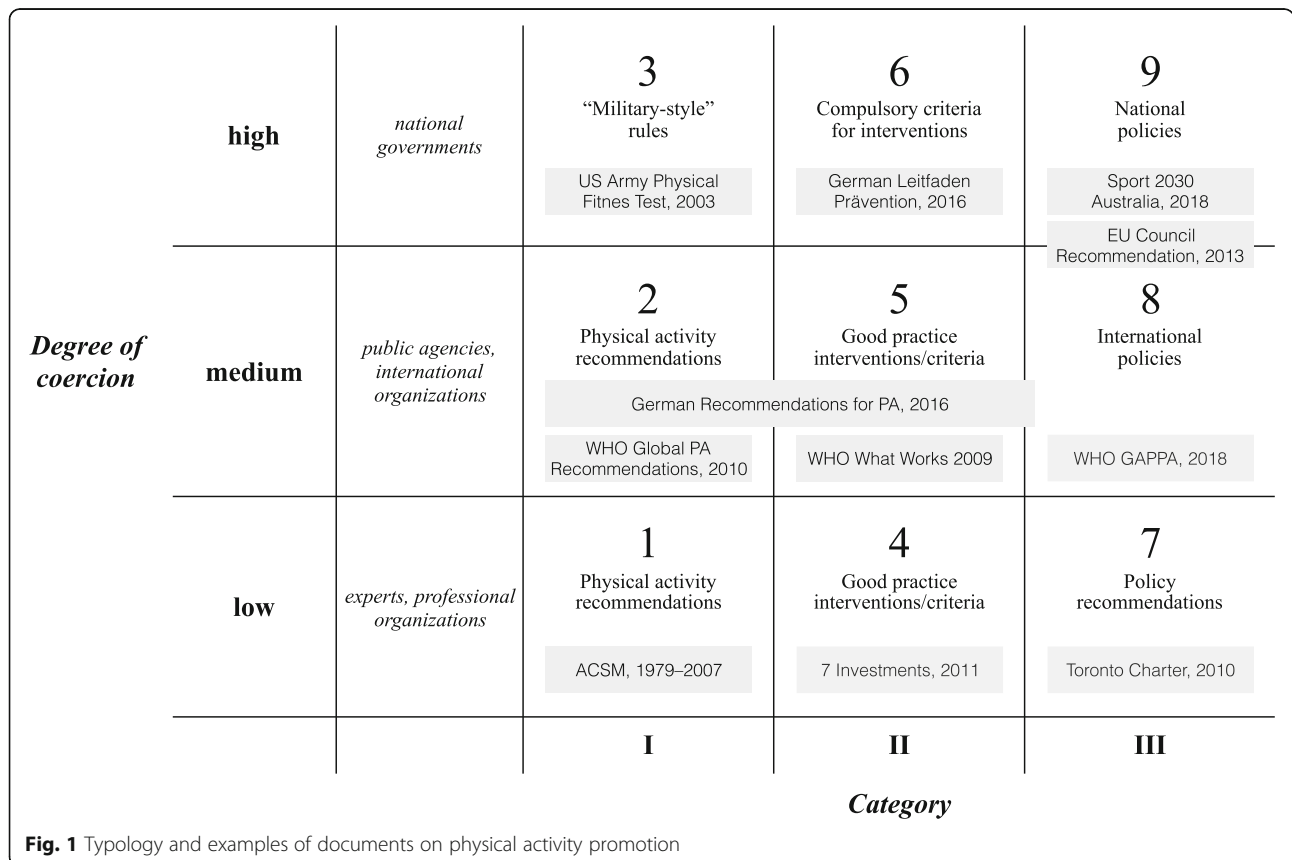 3
6
9
"Military-style"
rules
Compulsory criteria
for interventions
National
policies
high
national
governments
US Army Physical
Fitnes Test, 2003
German Leitfaden
Prävention, 2016
Sport 2030
Australia, 2018
EU Council
Recommendation, 2013
2
5
8
Degree of
coercion
medium
public agencies,
international
organizations
Physical activity
recommendations
Good practice
interventions/criteria
International
policies
German Recommendations for PA, 2016
WHO Global PA
Recommendations, 2010
WHO What Works 2009
WHO GAPPA, 2018
1
4
7
low
experts, professional
organizations
Physical activity
recommendations
Good practice
interventions/criteria
Policy
recommendations
ACSM, 1979–2007
7 Investments, 2011
Toronto Charter, 2010
I
II
III
Category
Fig. 1 Typology and examples of documents on physical activity promotion